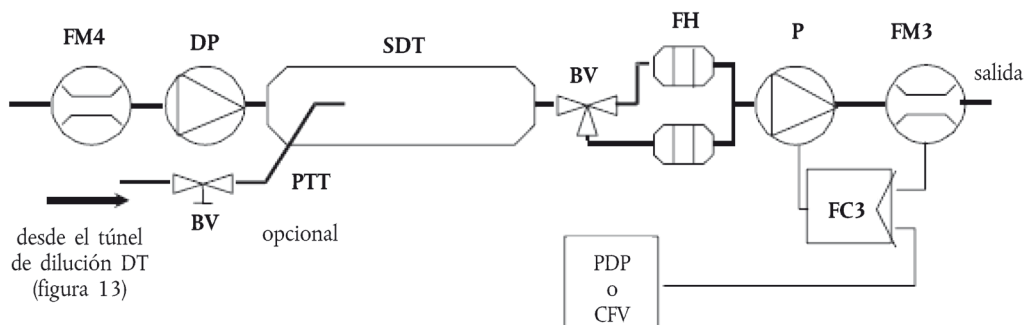 FM4
DP
SDT
BV
FH
P
FM3
salida
PTT
BV
opcional
FC3
desde el túnel
de dilución DT
(figura 13)
PDP
o
CFV